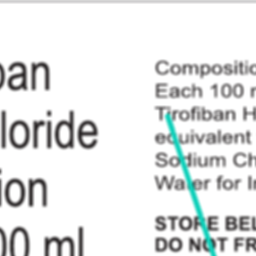 ban
loride
ion
00 ml
Compositio
Each 100 m
Tirofiban H
equivalent
Sodium Ch
Water for In
STORE BEL
DO NOT FR